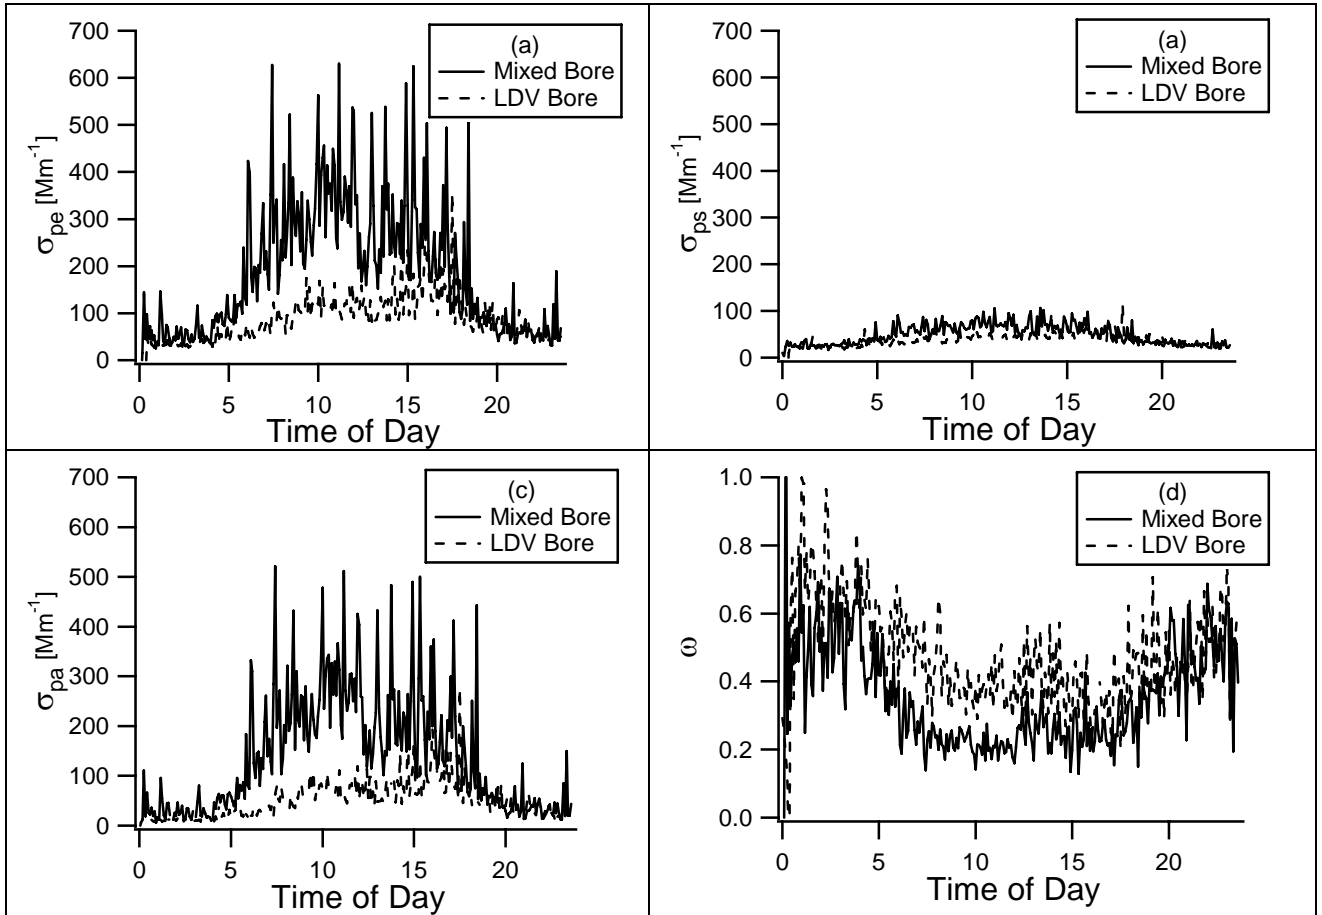 700
600
500
400
300
200
100
0
σpe [Mm-1]
(a)
Mixed Bore
LDV Bore
0 5 10 15 20
Time of Day
700
600
500
400
300
200
100
0
σps [Mm-1]
(a)
Mixed Bore
LDV Bore
0 5 10 15 20
Time of Day
700
600
500
400
300
200
100
0
σpa [Mm-1]
(c)
Mixed Bore
LDV Bore
0 5 10 15 20
Time of Day
1.0
0.8
0.6
0.4
0.2
0.0
ω
(d)
Mixed Bore
LDV Bore
0 5 10 15 20
Time of Day